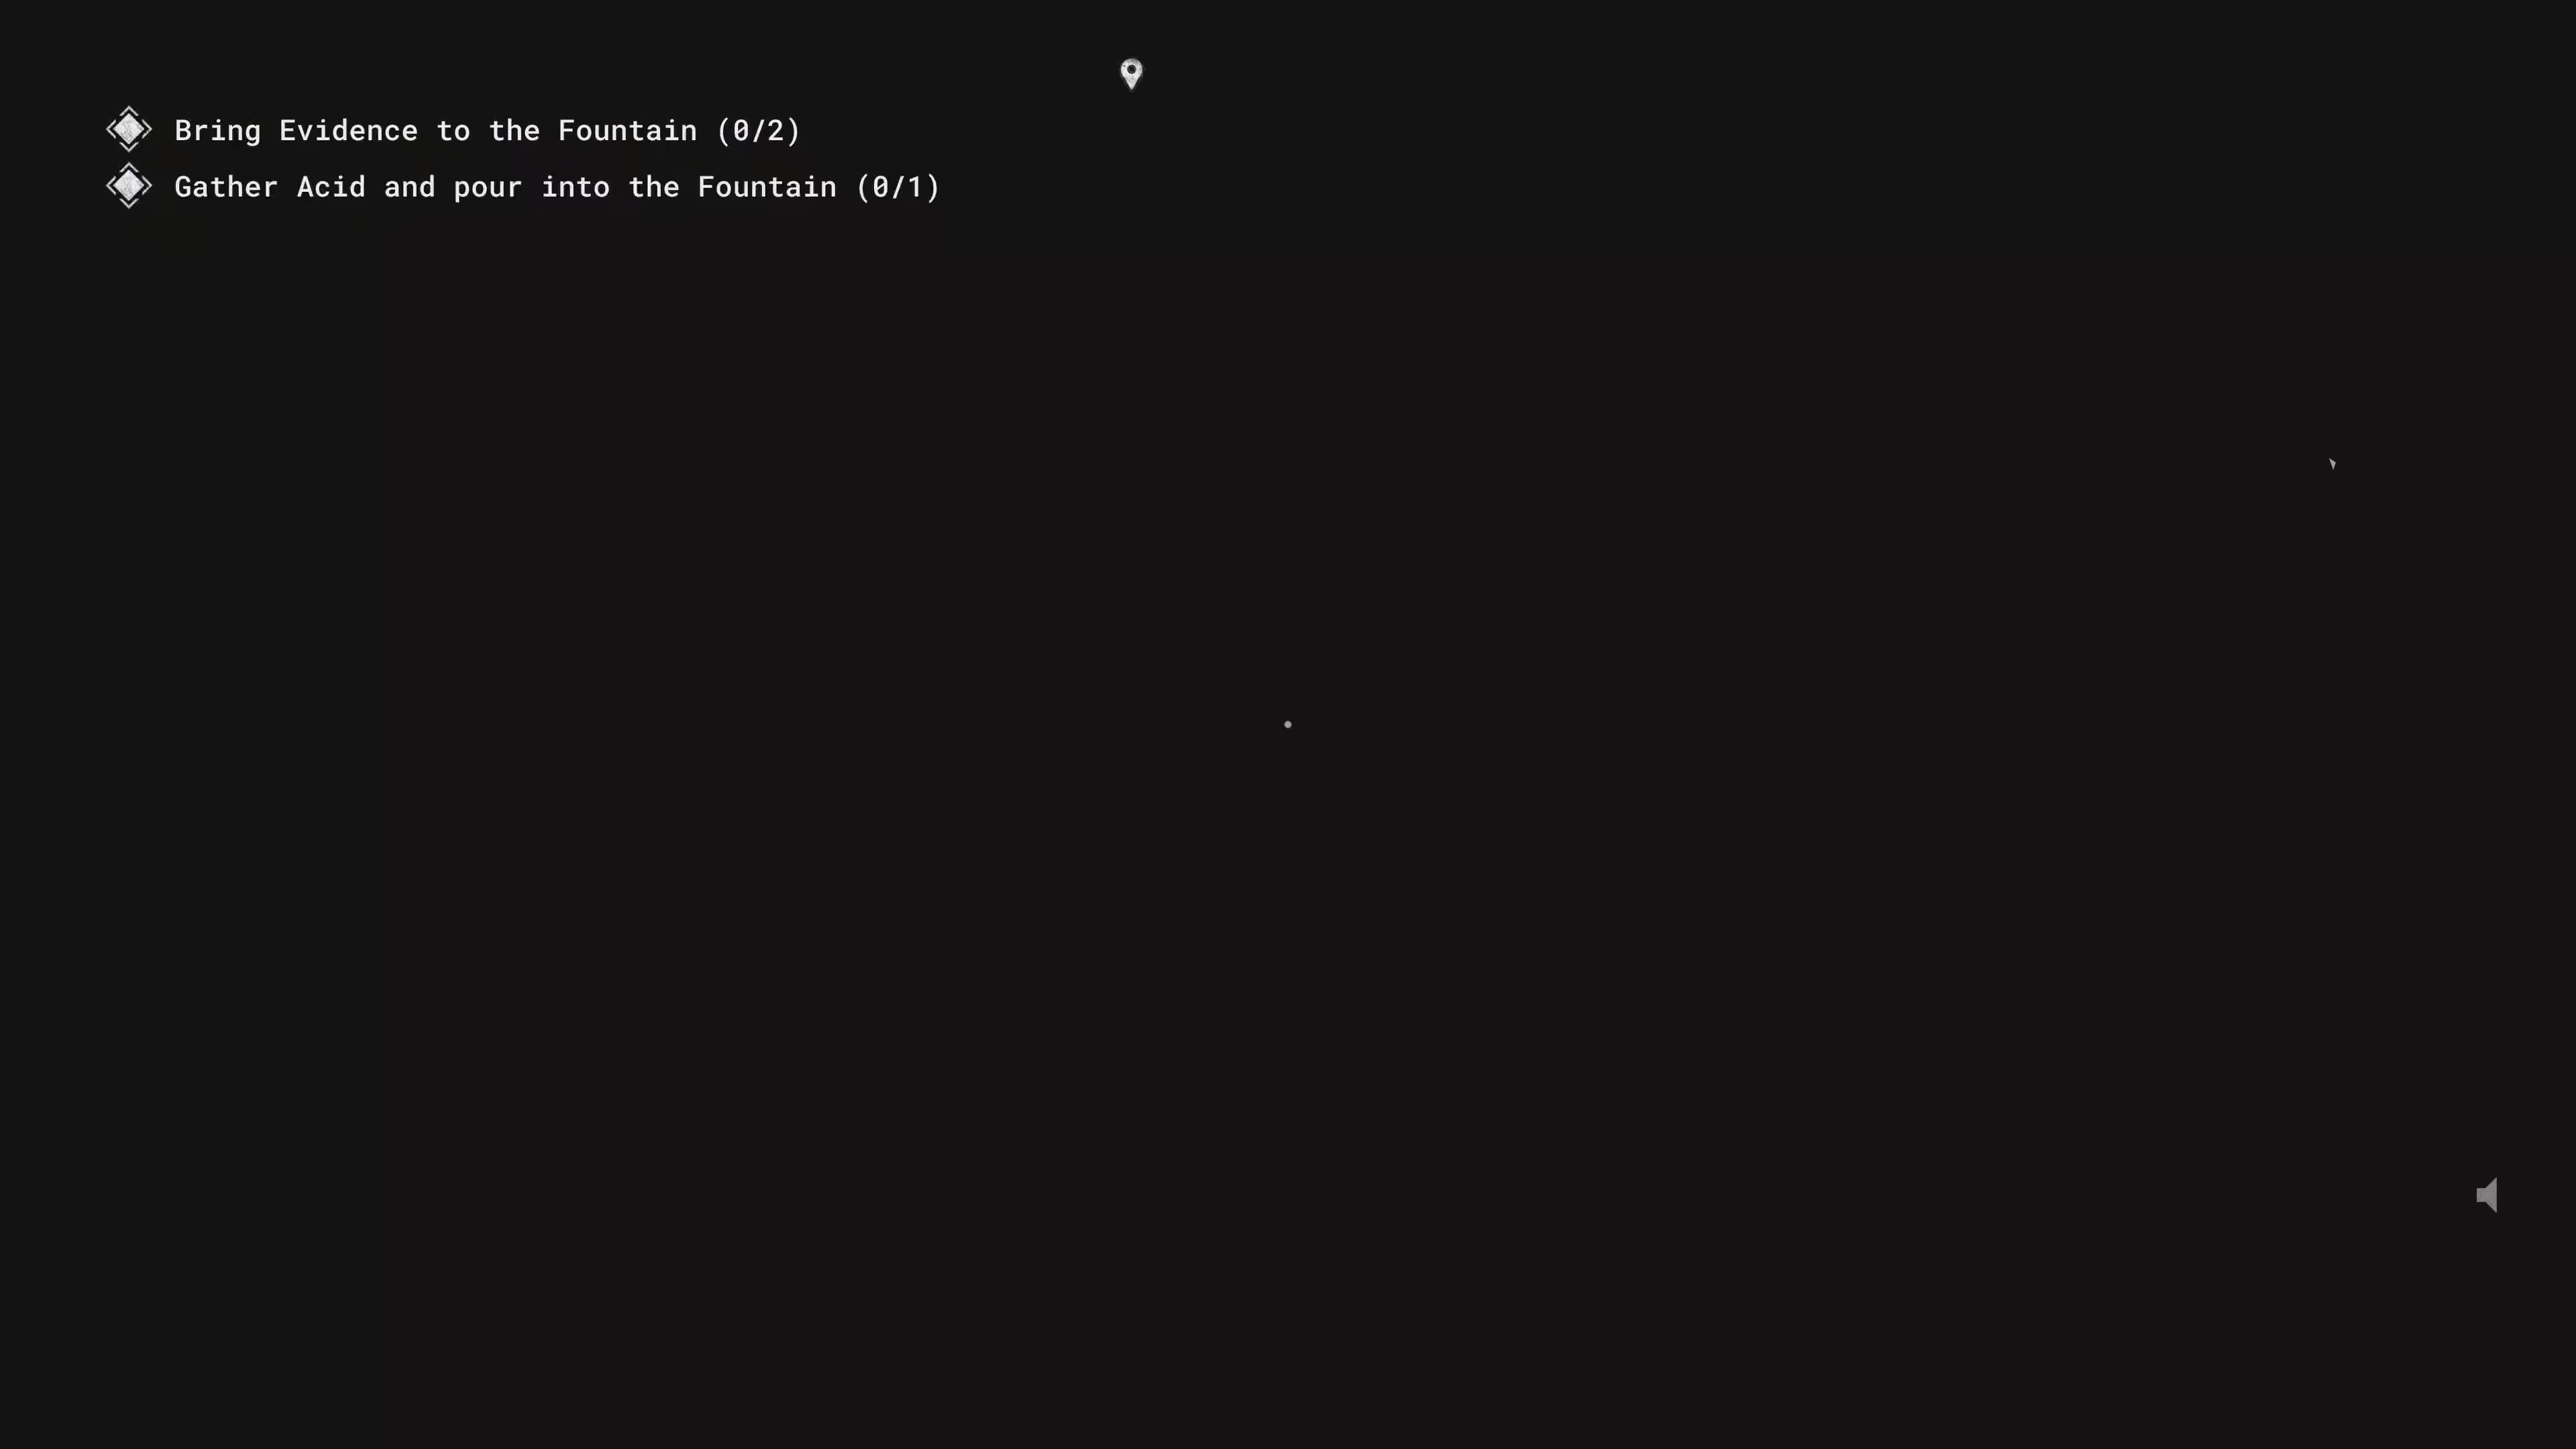 Bring Evidence to the Fountain (0/2)
Gather Acid and pour into the Fountain (0/1)